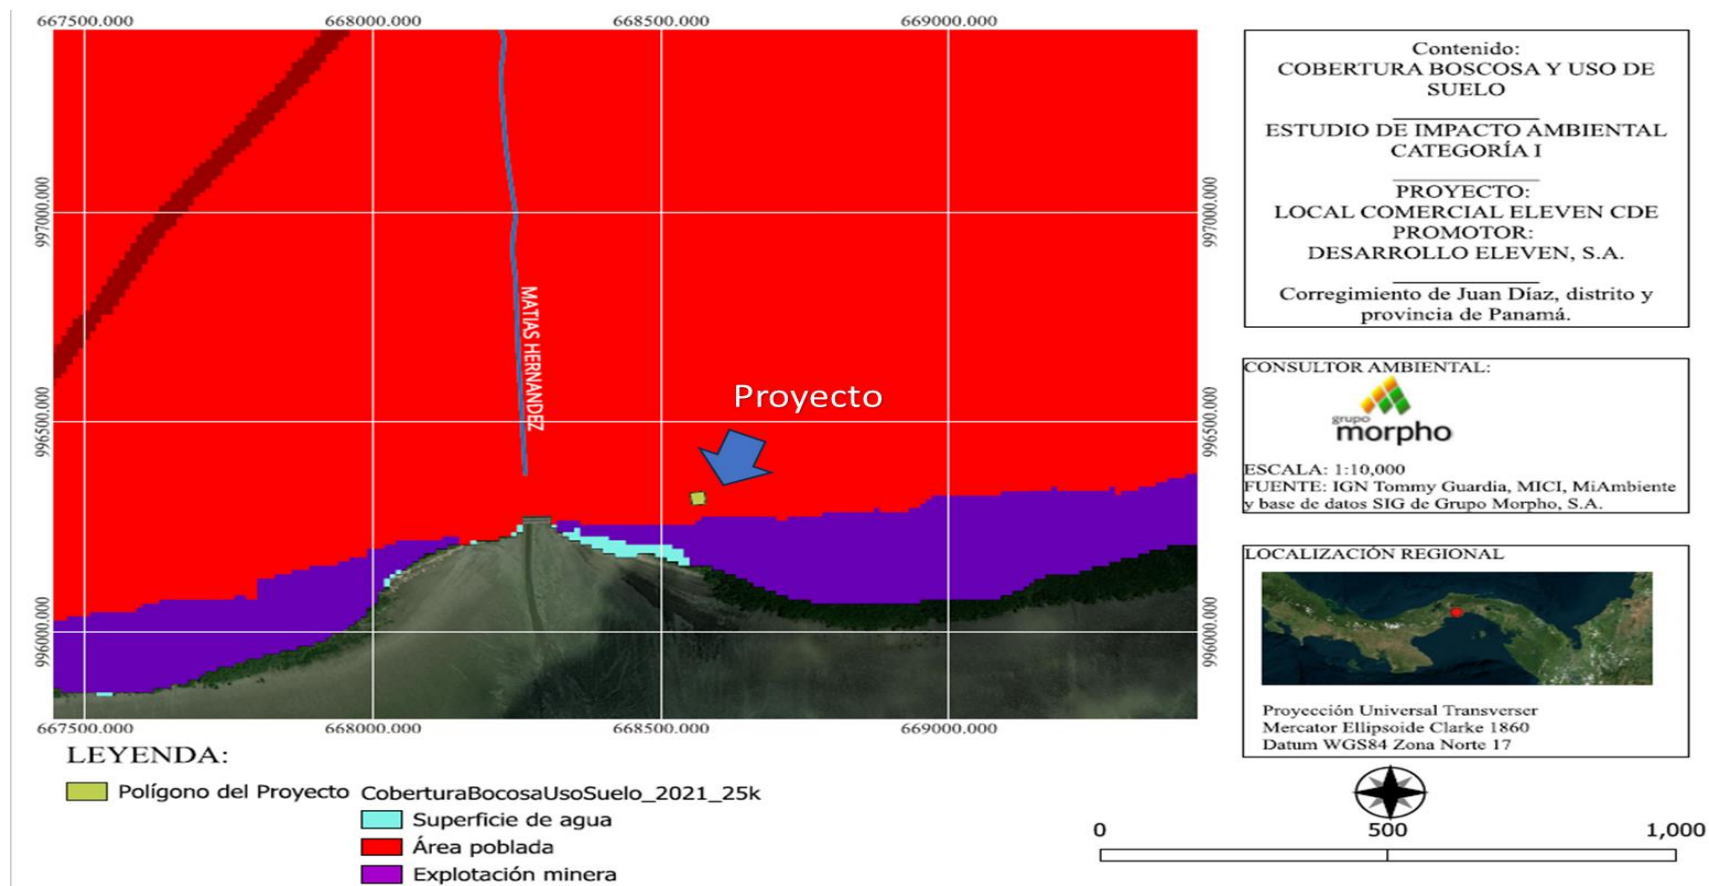 667500.000 668000.000 668500.000 669000.000
997000.000 997000.000
996500.000 996500.000
996000.000 996000.000
MATIAS HERNANDEZ
Proyecto
667500.000 668000.000 668500.000 669000.000
LEYENDA:
Polígono del Proyecto
CoberturaBocosaUsoSuelo_2021_25k
Superficie de agua
Área poblada
Explotación minera
Contenido:
COBERTURA BOSCOSA Y USO DE
SUELO
ESTUDIO DE IMPACTO AMBIENTAL
CATEGORÍA I
PROYECTO:
LOCAL COMERCIAL ELEVEN CDE
PROMOTOR:
DESARROLLO ELEVEN, S.A.
Corregimiento de Juan Díaz, distrito y
provincia de Panamá.
CONSULTOR AMBIENTAL:
grupo
morpho
ESCALA: 1:10,000
FUENTE: IGN Tommy Guardia, MICI, MiAmbiente
y base de datos SIG de Grupo Morpho, S.A.
LOCALIZACIÓN REGIONAL
Proyección Universal Transverser
Mercator Ellipsoide Clarke 1860
Datum WGS84 Zona Norte 17
0 500 1,000